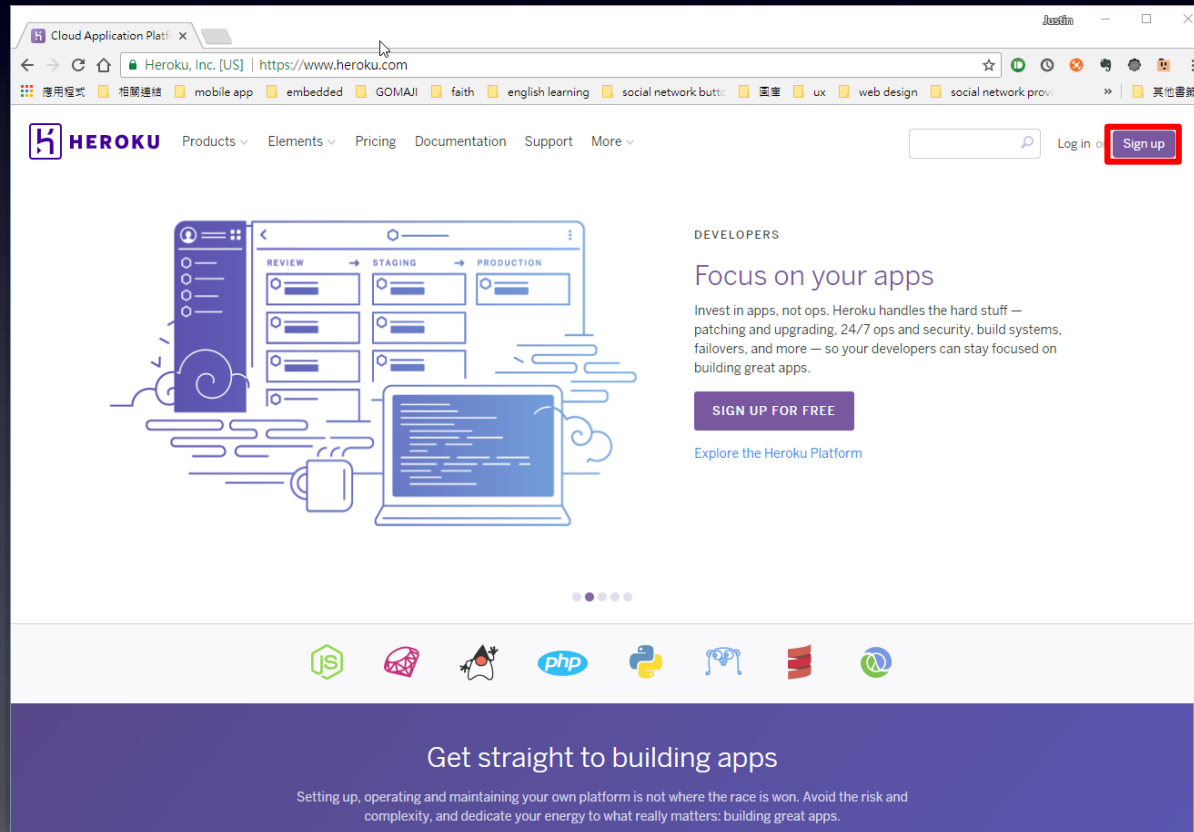 Justin
Cloud Application Platf
Heroku, Inc. [US] | https://www.heroku.com
應用程式 相關連結 mobile app embedded GOMAJI faith english learning social network butto 圖庫 ux web design social network provi » 其他書籤
HEROKU Products Elements Pricing Documentation Support More Log in or Sign up
DEVELOPERS
REVIEW STAGING PRODUCTION
Focus on your apps
Invest in apps, not ops. Heroku handles the hard stuff —
patching and upgrading, 24/7 ops and security, build systems,
failovers, and more — so your developers can stay focused on
building great apps.
SIGN UP FOR FREE
Explore the Heroku Platform
JS php
Get straight to building apps
Setting up, operating and maintaining your own platform is not where the race is won. Avoid the risk and
complexity, and dedicate your energy to what really matters: building great apps.